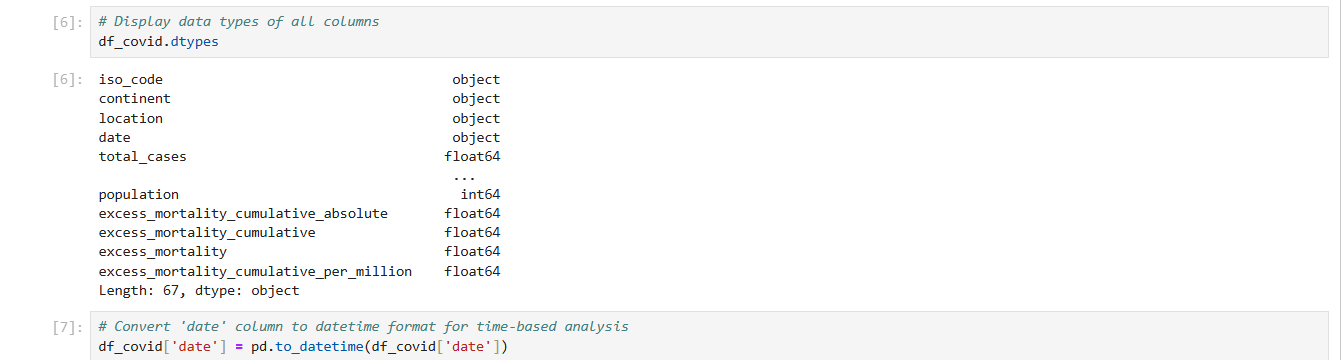 [6]: # Display data types of all columns
df_covid.dtypes
[6]: iso_code object
continent object
location object
date object
total_cases float64
...
population int64
excess_mortality_cumulative_absolute float64
excess_mortality_cumulative float64
excess_mortality float64
excess_mortality_cumulative_per_million float64
Length: 67, dtype: object
[7]: # Convert 'date' column to datetime format for time-based analysis
df_covid['date'] = pd.to_datetime(df_covid['date'])